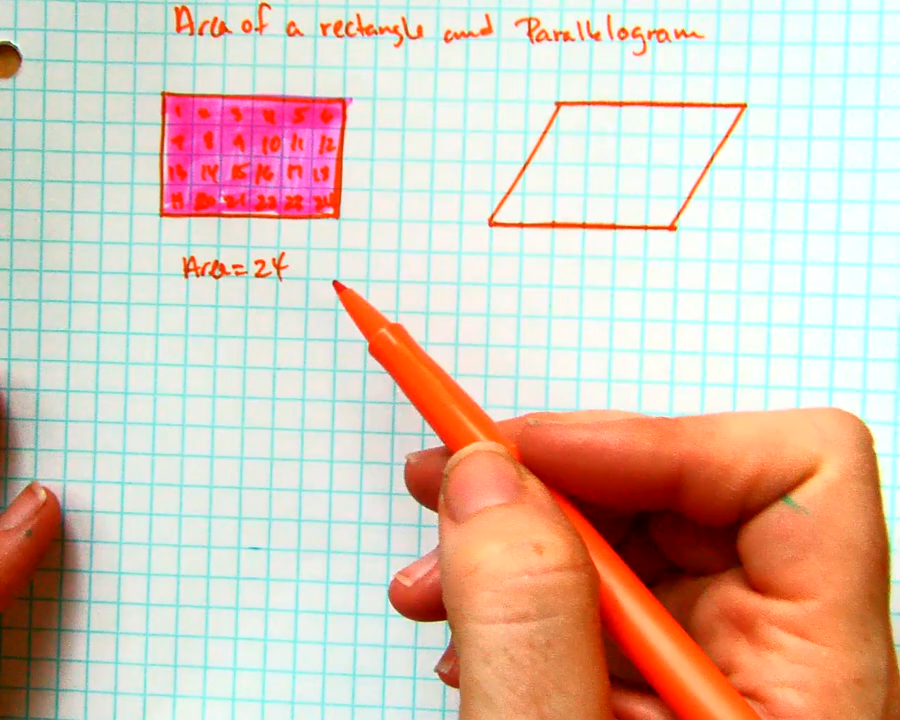 Area of a rectangle and Parallelogram
1 2 3 4 5 6
7 8 9 10 11 12
13 14 15 16 17 18
19 20 21 22 23 24
Area = 24